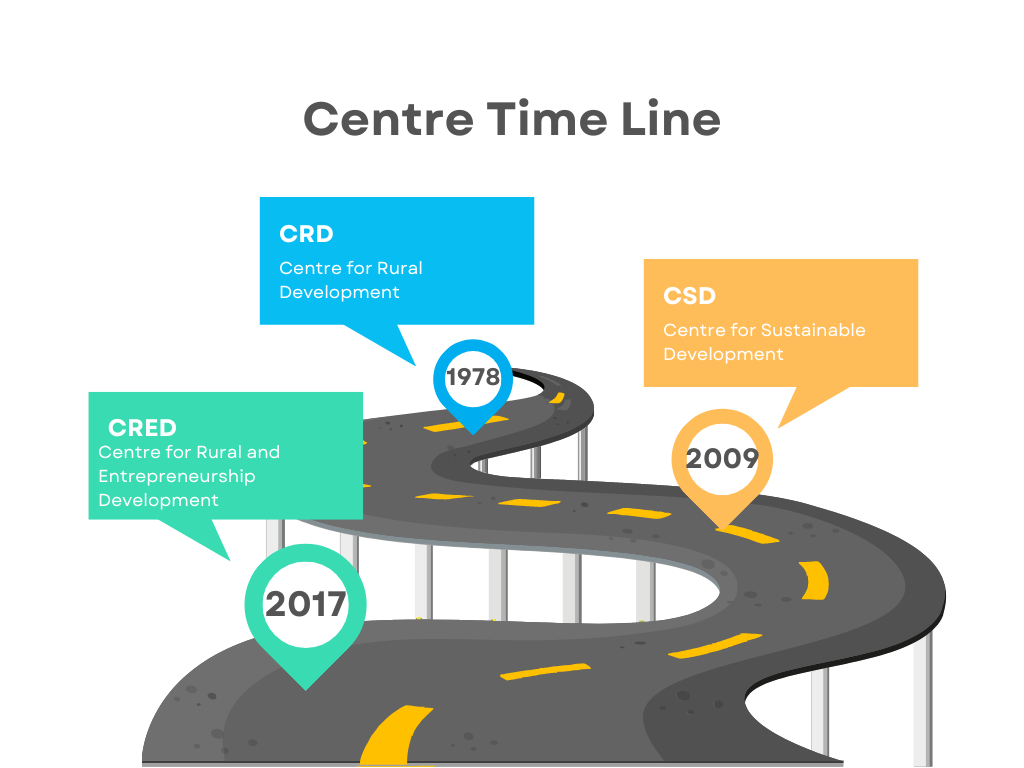 Centre Time Line
CRD
Centre for Rural
Development
1978
CSD
Centre for Sustainable
Development
2009
CRED
Centre for Rural and
Entrepreneurship
Development
2017